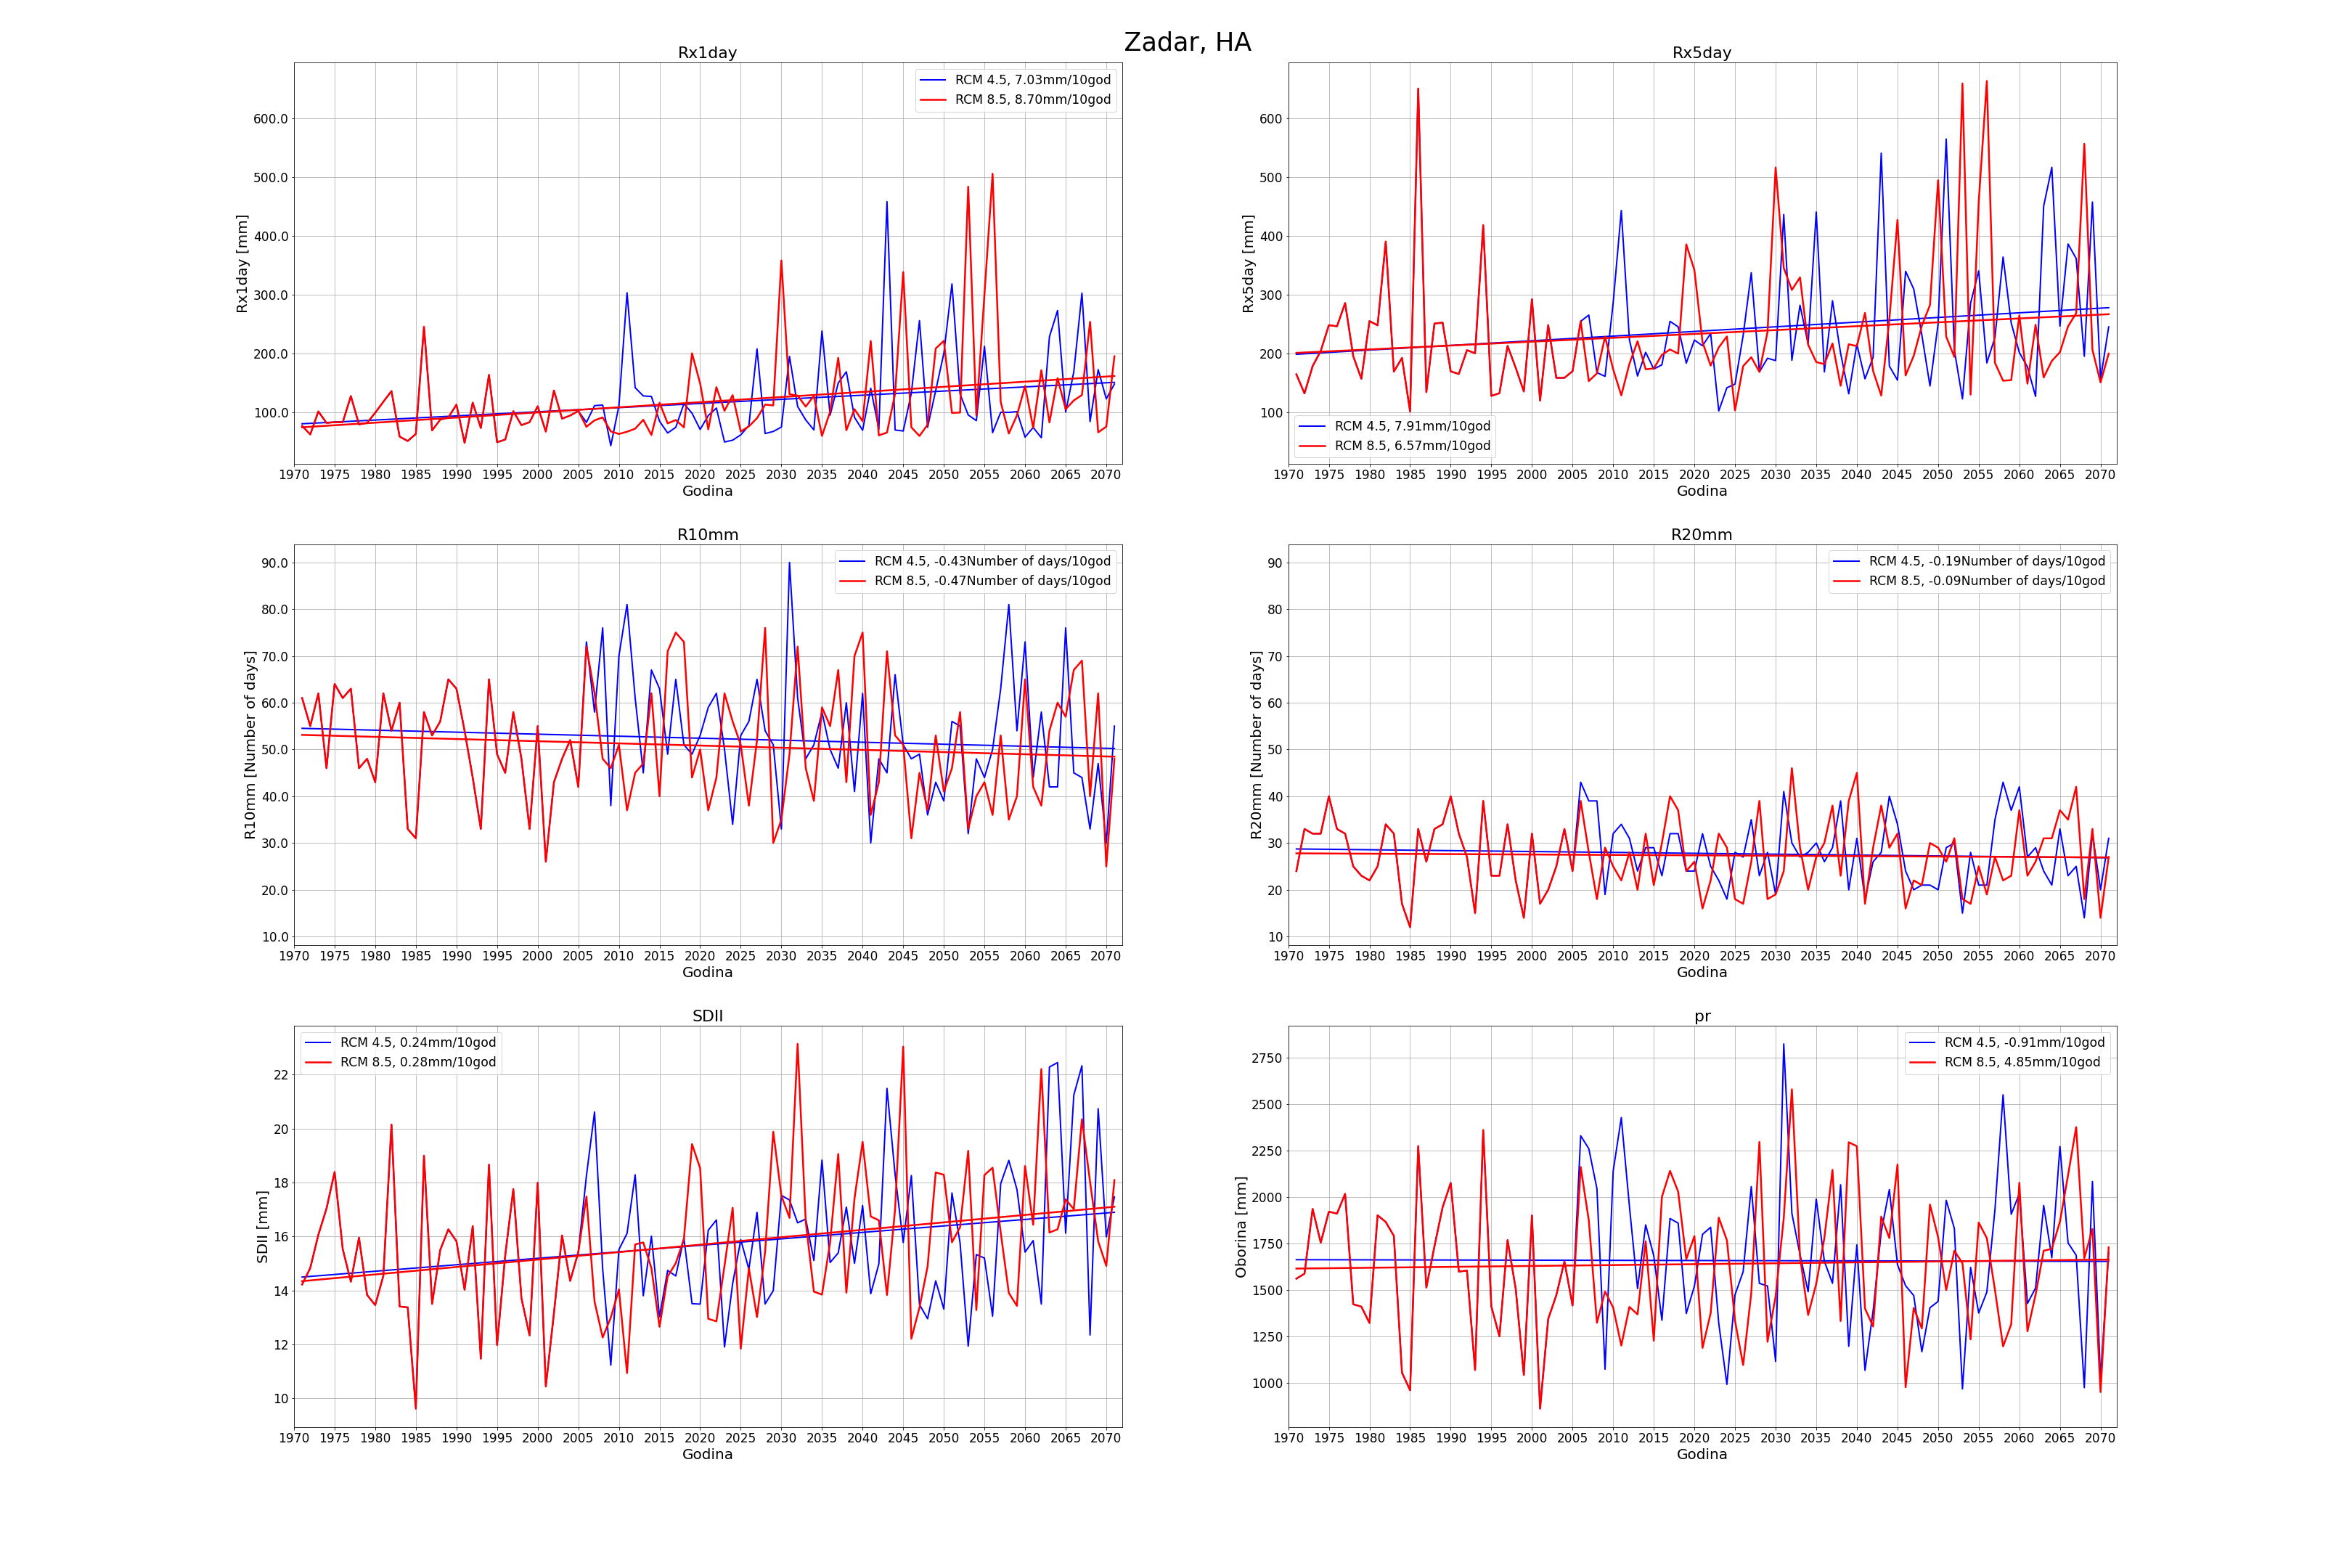 Zadar, HA
Rx1day
RCM 4.5, 7.03mm/10god
RCM 8.5, 8.70mm/10god
Rx1day [mm]
600.0
500.0
400.0
300.0
200.0
100.0
1970 1975 1980 1985 1990 1995 2000 2005 2010 2015 2020 2025 2030 2035 2040 2045 2050 2055 2060 2065 2070
Godina
Rx5day
RCM 4.5, 7.91mm/10god
RCM 8.5, 6.57mm/10god
Rx5day [mm]
600
500
400
300
200
100
1970 1975 1980 1985 1990 1995 2000 2005 2010 2015 2020 2025 2030 2035 2040 2045 2050 2055 2060 2065 2070
Godina
R10mm
RCM 4.5, -0.43Number of days/10god
RCM 8.5, -0.47Number of days/10god
R10mm [Number of days]
90.0
80.0
70.0
60.0
50.0
40.0
30.0
20.0
10.0
1970 1975 1980 1985 1990 1995 2000 2005 2010 2015 2020 2025 2030 2035 2040 2045 2050 2055 2060 2065 2070
Godina
R20mm
RCM 4.5, -0.19Number of days/10god
RCM 8.5, -0.09Number of days/10god
R20mm [Number of days]
90
80
70
60
50
40
30
20
10
1970 1975 1980 1985 1990 1995 2000 2005 2010 2015 2020 2025 2030 2035 2040 2045 2050 2055 2060 2065 2070
Godina
SDII
RCM 4.5, 0.24mm/10god
RCM 8.5, 0.28mm/10god
SDII [mm]
22
20
18
16
14
12
10
1970 1975 1980 1985 1990 1995 2000 2005 2010 2015 2020 2025 2030 2035 2040 2045 2050 2055 2060 2065 2070
Godina
pr
RCM 4.5, -0.91mm/10god
RCM 8.5, 4.85mm/10god
Oborina [mm]
2750
2500
2250
2000
1750
1500
1250
1000
1970 1975 1980 1985 1990 1995 2000 2005 2010 2015 2020 2025 2030 2035 2040 2045 2050 2055 2060 2065 2070
Godina